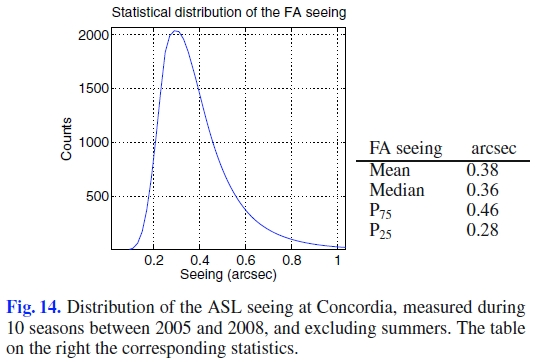 Statistical distribution of the FA seeing
2000
1500
1000
500
Counts
0.2 0.4 0.6 0.8 1
Seeing (arcsec)
FA seeing arcsec
Mean 0.38
Median 0.36
P75 0.46
P25 0.28
Fig. 14. Distribution of the ASL seeing at Concordia, measured during
10 seasons between 2005 and 2008, and excluding summers. The table
on the right the corresponding statistics.